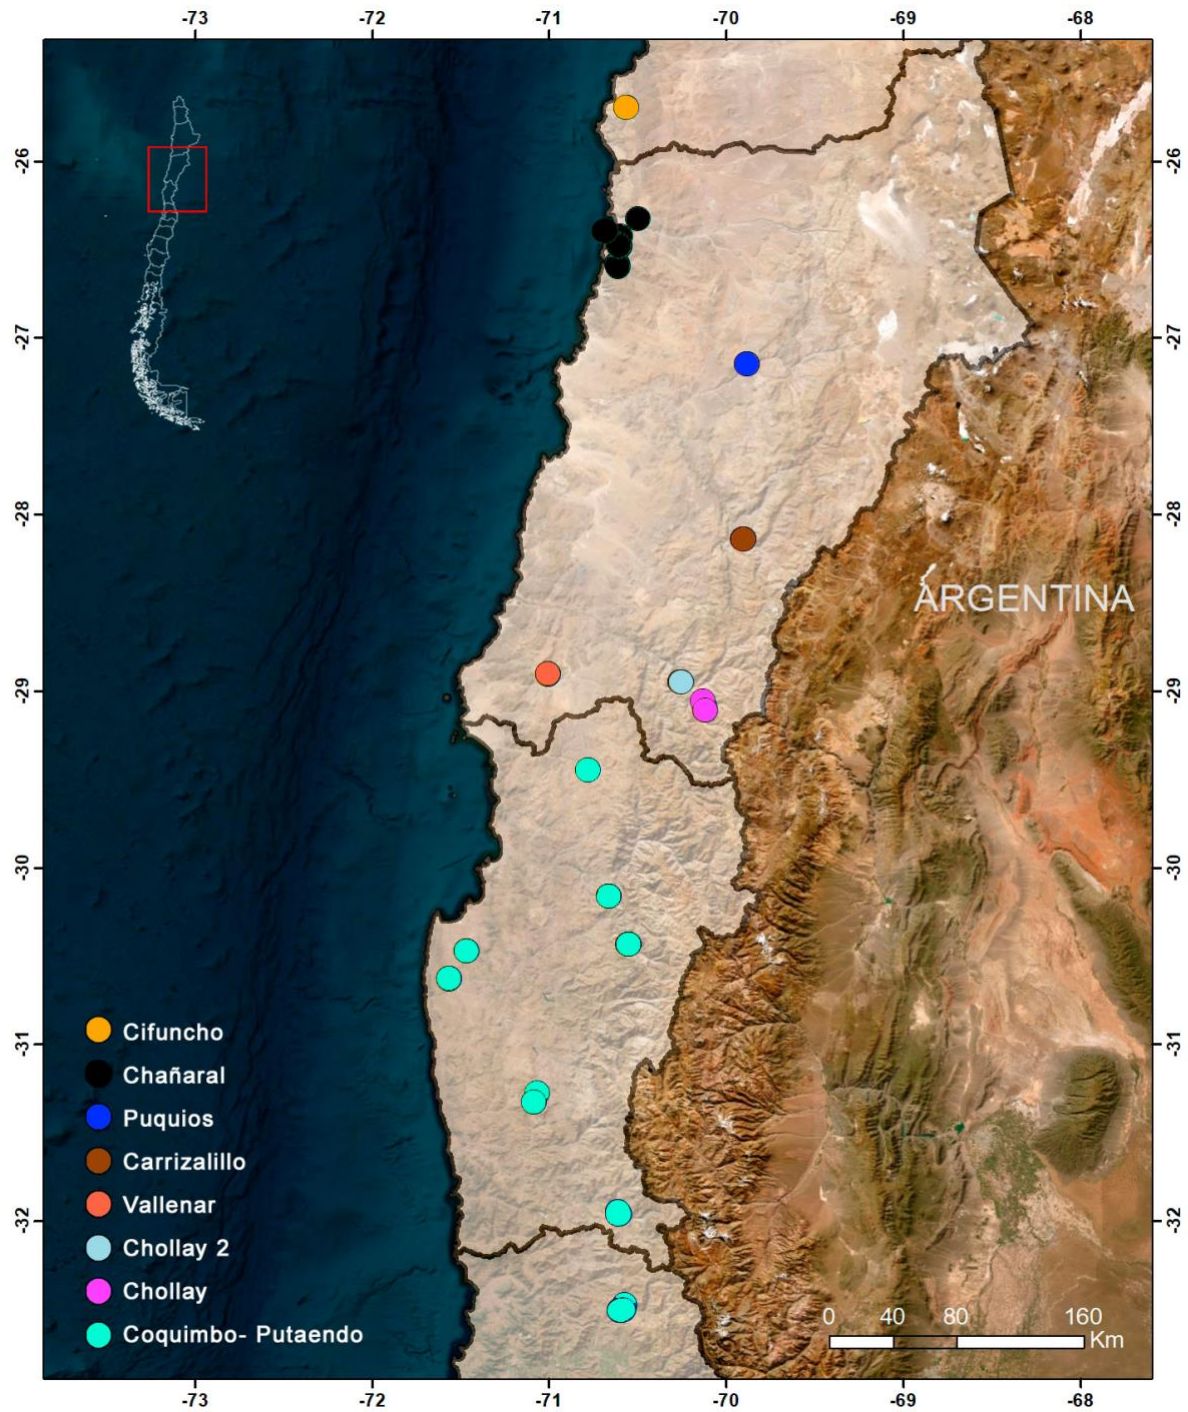 -73 -72 -71 -70 -69 -68
-26 -26
-27 -27
-28 -28
ARGENTINA
-29 -29
-30 -30
-31 -31
-32 -32
Cifuncho
Chañaral
Puquios
Carrizalillo
Vallenar
Chollay 2
Chollay
Coquimbo- Putaendo
0 40 80 160
Km
-73 -72 -71 -70 -69 -68